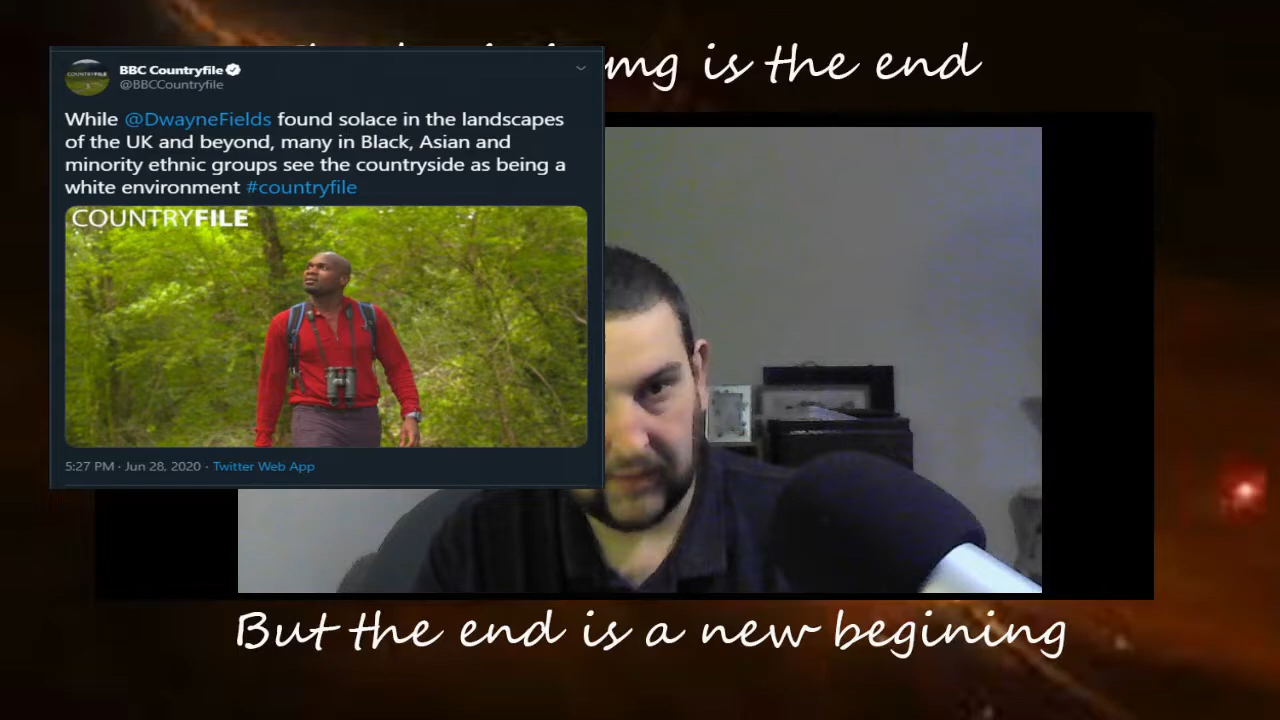 mg is the end
COUNTRYFILE
BBC Countryfile
@BBCCountryfile
While @DwayneFields found solace in the landscapes
of the UK and beyond, many in Black, Asian and
minority ethnic groups see the countryside as being a
white environment #countryfile
COUNTRYFILE
5:27 PM · Jun 28, 2020 · Twitter Web App
But the end is a new begining